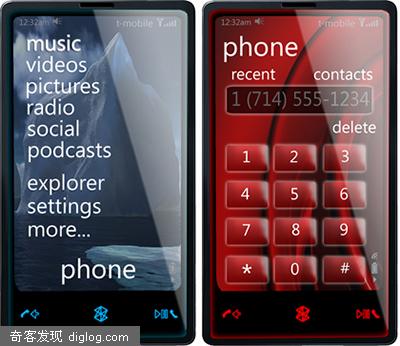 12:32am
t-mobile
music
videos
pictures
radio
social
podcasts
explorer
settings
more...
phone
12:32am
t-mobile
phone
recent contacts
1 (714) 555-1234
delete
1 2 3
4 5 6
7 8 9
* 0 #
奇客发现 diglog.com